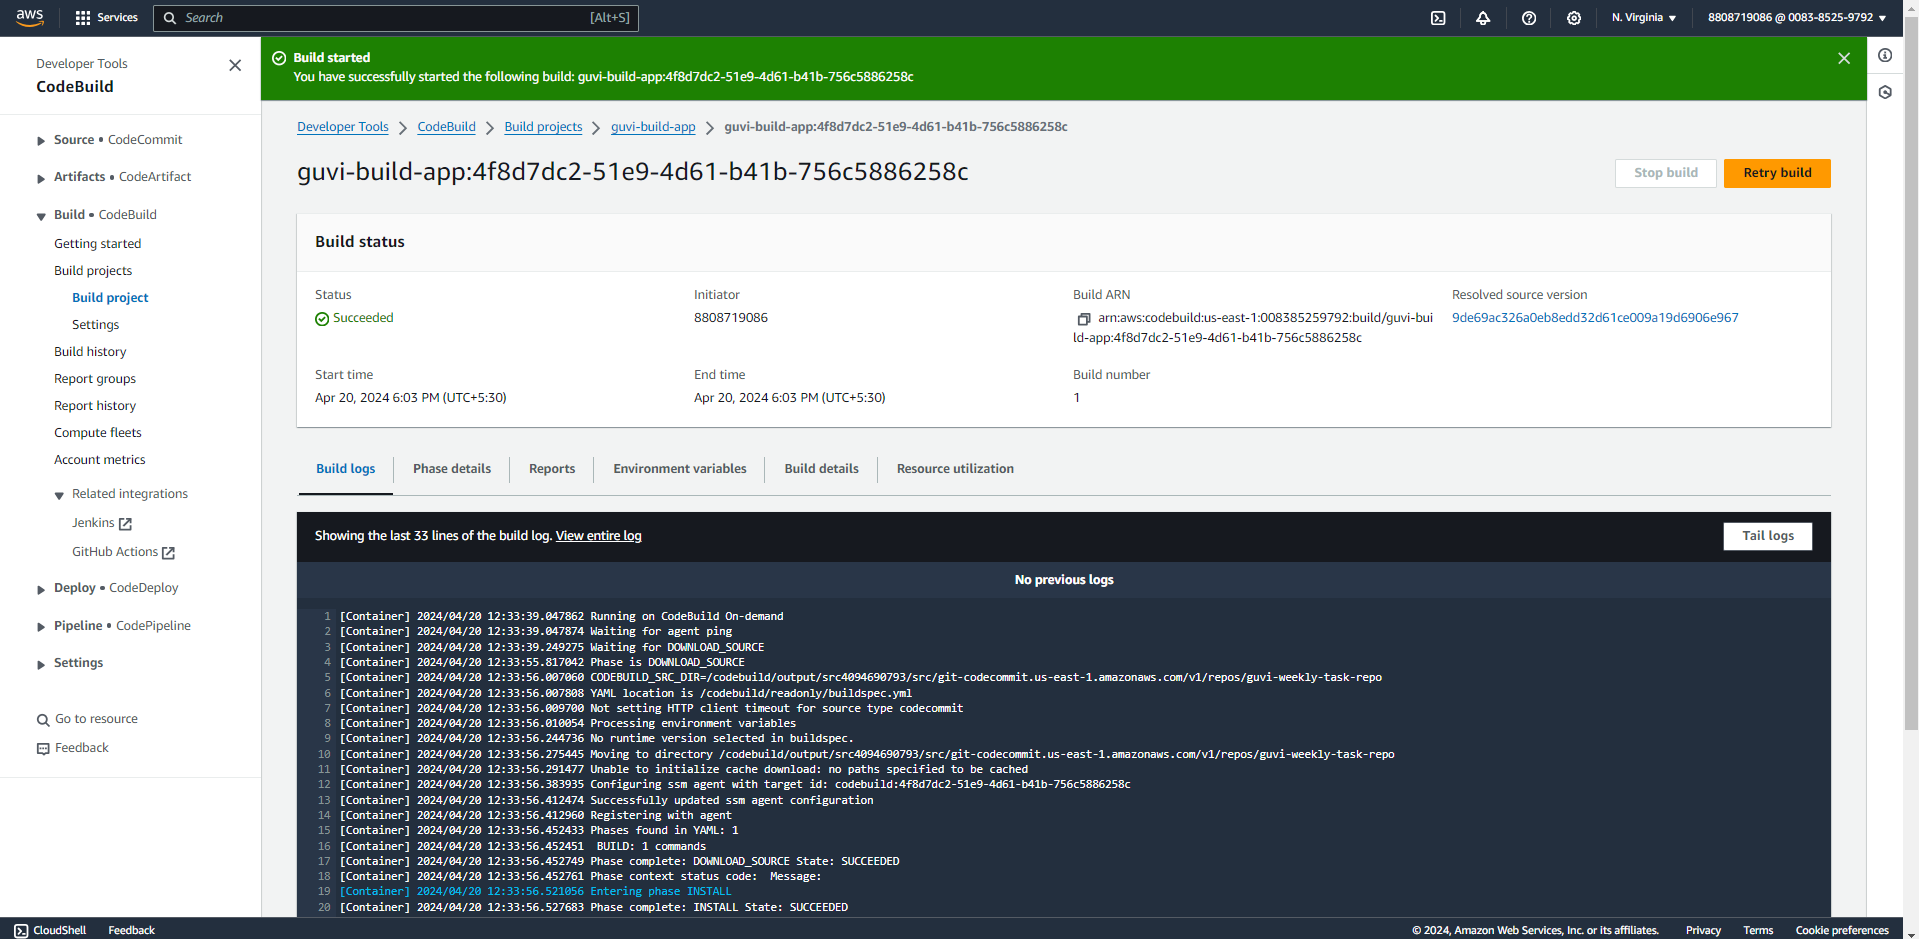 aws Services Search [Alt+S] N. Virginia 8808719086 @ 0083-8525-9792
Developer Tools
CodeBuild
Source • CodeCommit
Artifacts • CodeArtifact
Build • CodeBuild
Getting started
Build projects
Build project
Settings
Build history
Report groups
Report history
Compute fleets
Account metrics
Related integrations
Jenkins
GitHub Actions
Deploy • CodeDeploy
Pipeline • CodePipeline
Settings
Go to resource
Feedback
Build started
You have successfully started the following build: guvi-build-app:4f8d7dc2-51e9-4d61-b41b-756c5886258c
Developer Tools > CodeBuild > Build projects > guvi-build-app > guvi-build-app:4f8d7dc2-51e9-4d61-b41b-756c5886258c
guvi-build-app:4f8d7dc2-51e9-4d61-b41b-756c5886258c
Stop build Retry build
Build status
Status Initiator Build ARN Resolved source version
Succeeded 8808719086 arn:aws:codebuild:us-east-1:008385259792:build/guvi-bui 9de69ac326a0eb8edd32d61ce009a19d6906e967
ld-app:4f8d7dc2-51e9-4d61-b41b-756c5886258c
Start time End time Build number
Apr 20, 2024 6:03 PM (UTC+5:30) Apr 20, 2024 6:03 PM (UTC+5:30) 1
Build logs Phase details Reports Environment variables Build details Resource utilization
Showing the last 33 lines of the build log. View entire log Tail logs
No previous logs
1 [Container] 2024/04/20 12:33:39.047862 Running on CodeBuild On-demand
2 [Container] 2024/04/20 12:33:39.047874 Waiting for agent ping
3 [Container] 2024/04/20 12:33:39.249275 Waiting for DOWNLOAD_SOURCE
4 [Container] 2024/04/20 12:33:55.817042 Phase is DOWNLOAD_SOURCE
5 [Container] 2024/04/20 12:33:56.007060 CODEBUILD_SRC_DIR=/codebuild/output/src4094690793/src/git-codecommit.us-east-1.amazonaws.com/v1/repos/guvi-weekly-task-repo
6 [Container] 2024/04/20 12:33:56.007808 YAML location is /codebuild/readonly/buildspec.yml
7 [Container] 2024/04/20 12:33:56.009700 Not setting HTTP client timeout for source type codecommit
8 [Container] 2024/04/20 12:33:56.010054 Processing environment variables
9 [Container] 2024/04/20 12:33:56.244736 No runtime version selected in buildspec.
10 [Container] 2024/04/20 12:33:56.275445 Moving to directory /codebuild/output/src4094690793/src/git-codecommit.us-east-1.amazonaws.com/v1/repos/guvi-weekly-task-repo
11 [Container] 2024/04/20 12:33:56.291477 Unable to initialize cache download: no paths specified to be cached
12 [Container] 2024/04/20 12:33:56.383935 Configuring ssm agent with target id: codebuild:4f8d7dc2-51e9-4d61-b41b-756c5886258c
13 [Container] 2024/04/20 12:33:56.412474 Successfully updated ssm agent configuration
14 [Container] 2024/04/20 12:33:56.412960 Registering with agent
15 [Container] 2024/04/20 12:33:56.452433 Phases found in YAML: 1
16 [Container] 2024/04/20 12:33:56.452451  BUILD: 1 commands
17 [Container] 2024/04/20 12:33:56.452749 Phase complete: DOWNLOAD_SOURCE State: SUCCEEDED
18 [Container] 2024/04/20 12:33:56.452761 Phase context status code:  Message:
19 [Container] 2024/04/20 12:33:56.521056 Entering phase INSTALL
20 [Container] 2024/04/20 12:33:56.527683 Phase complete: INSTALL State: SUCCEEDED
CloudShell Feedback © 2024, Amazon Web Services, Inc. or its affiliates. Privacy Terms Cookie preferences